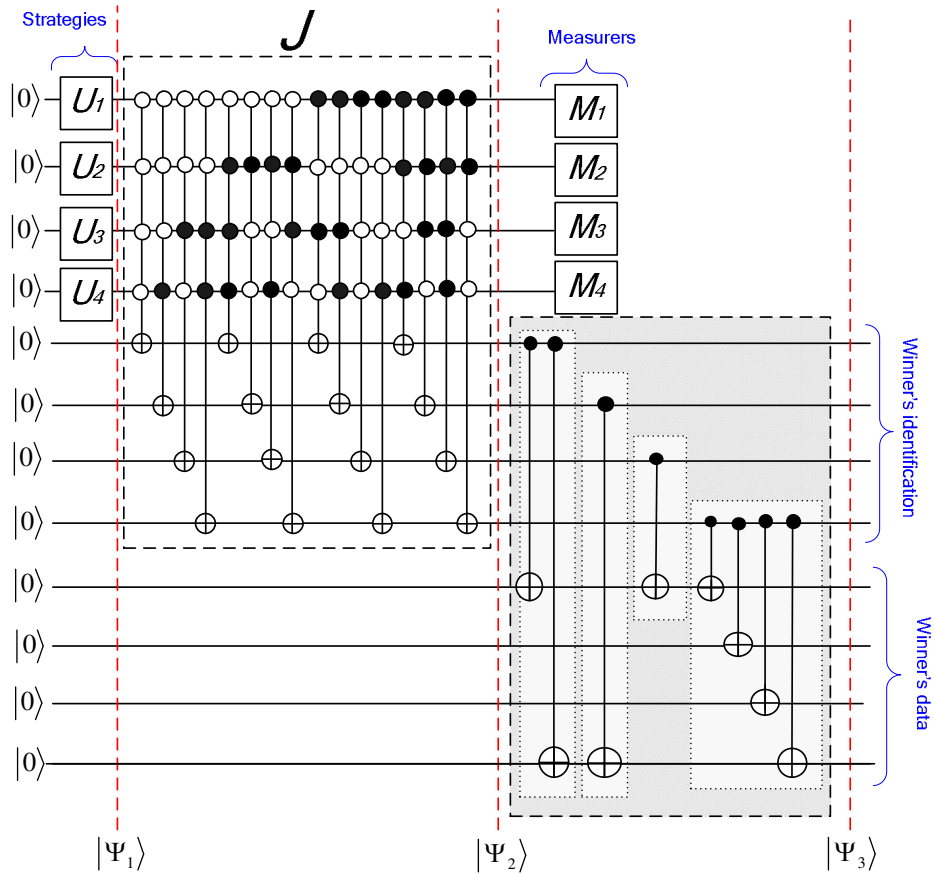 Strategies
J
Measurers
|0⟩ U1 M1
|0⟩ U2 M2
|0⟩ U3 M3
|0⟩ U4 M4
|0⟩
|0⟩
|0⟩
|0⟩
Winner's identification
|0⟩
|0⟩
|0⟩
|0⟩
Winner's data
|Ψ1⟩ |Ψ2⟩ |Ψ3⟩